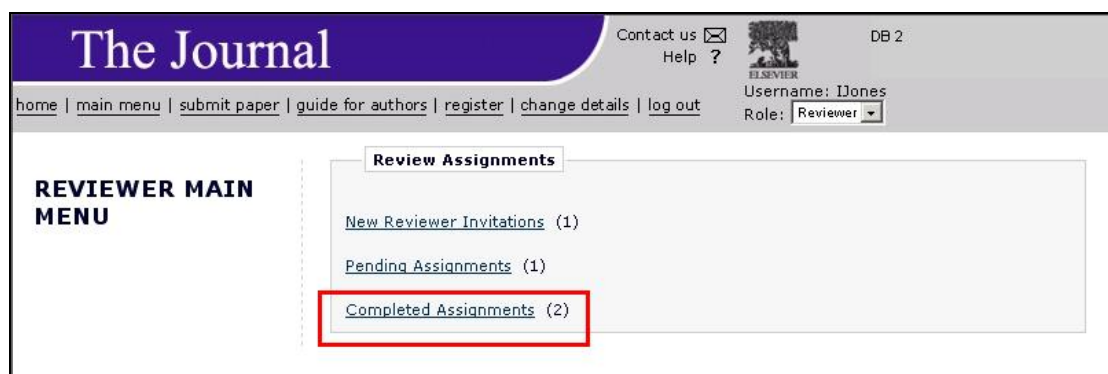 The Journal
Contact us
Help ?
ELSEVIER
DB 2
home | main menu | submit paper | guide for authors | register | change details | log out
Username: IJones
Role: Reviewer
REVIEWER MAIN
MENU
Review Assignments
New Reviewer Invitations (1)
Pending Assignments (1)
Completed Assignments (2)